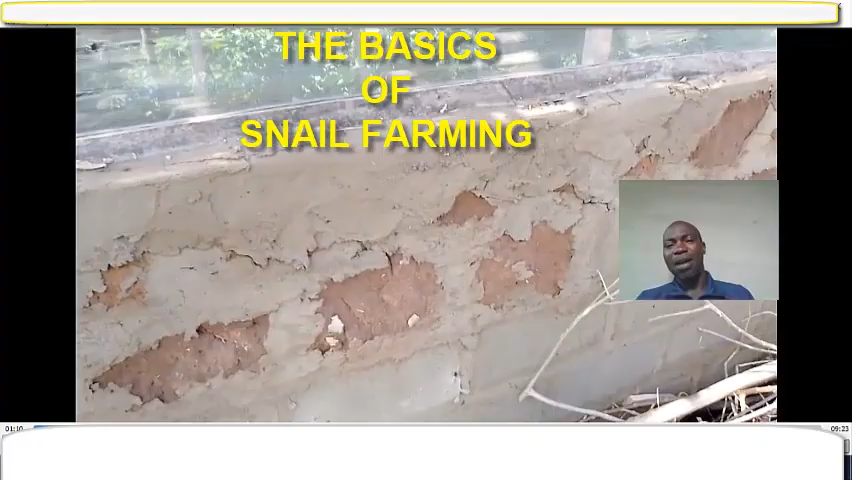 THE BASICS
OF
SNAIL FARMING
01:10
09:23